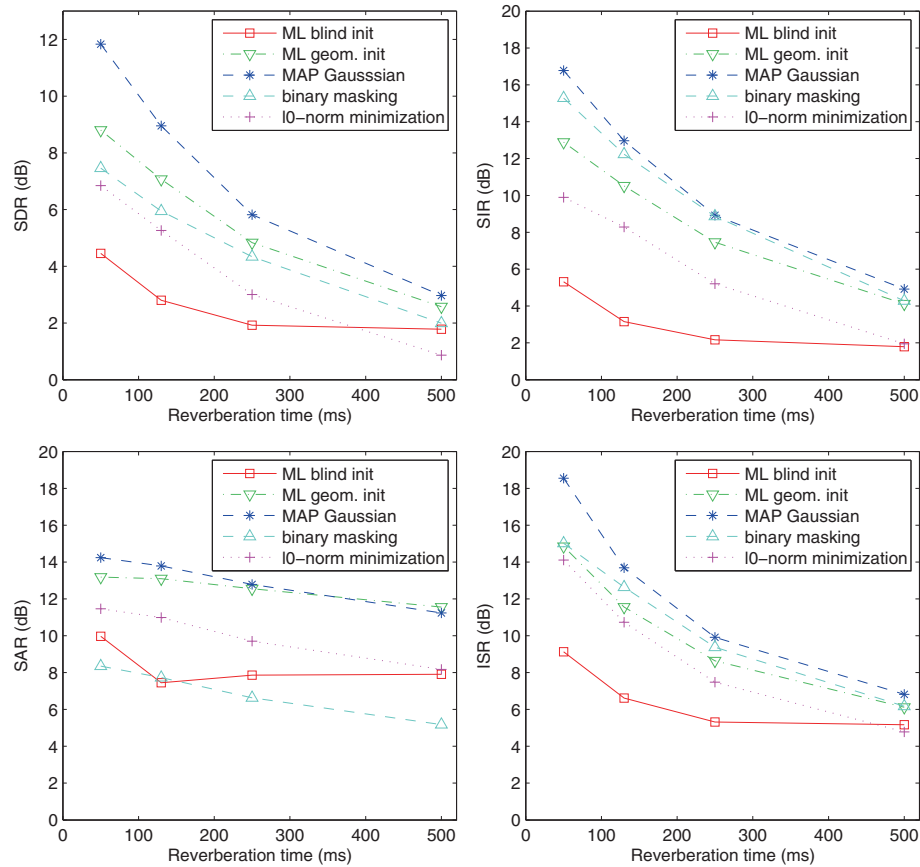 12
10
8
6
4
2
0
SDR (dB)
0 100 200 300 400 500
Reverberation time (ms)
ML blind init
ML geom. init
MAP Gausssian
binary masking
l0−norm minimization
20
18
16
14
12
10
8
6
4
2
0
SIR (dB)
0 100 200 300 400 500
Reverberation time (ms)
ML blind init
ML geom. init
MAP Gaussian
binary masking
l0−norm minimization
20
18
16
14
12
10
8
6
4
2
0
SAR (dB)
0 100 200 300 400 500
Reverberation time (ms)
ML blind init
ML geom. init
MAP Gaussian
binary masking
l0−norm minimization
20
18
16
14
12
10
8
6
4
2
0
ISR (dB)
0 100 200 300 400 500
Reverberation time (ms)
ML blind init
ML geom. init
MAP Gaussian
binary masking
l0−norm minimization